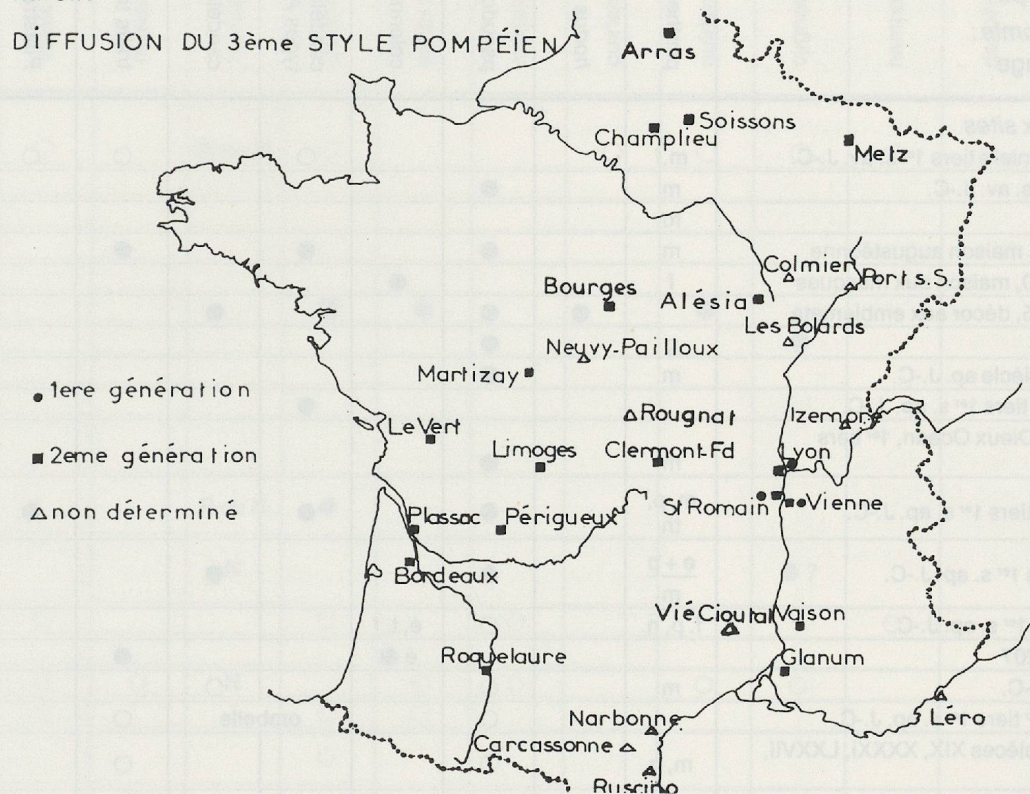 DIFFUSION DU 3ème STYLE POMPÉIEN
Arras
Soissons
Champlieu
Metz
Colmier
Port s. S.
Bourges
Alésia
Les Bolards
Neuvy-Pailloux
Martizay
1ere génération
Rougnat
Izernore
Le Vert
2eme génération
Limoges
Clermont-Fd
Lyon
non déterminé
St Romain
Vienne
Plassac
Périgueux
Bordeaux
Vié Cioutat
Vaison
Roquelaure
Glanum
Narbonne
Léro
Carcassonne
Ruscino